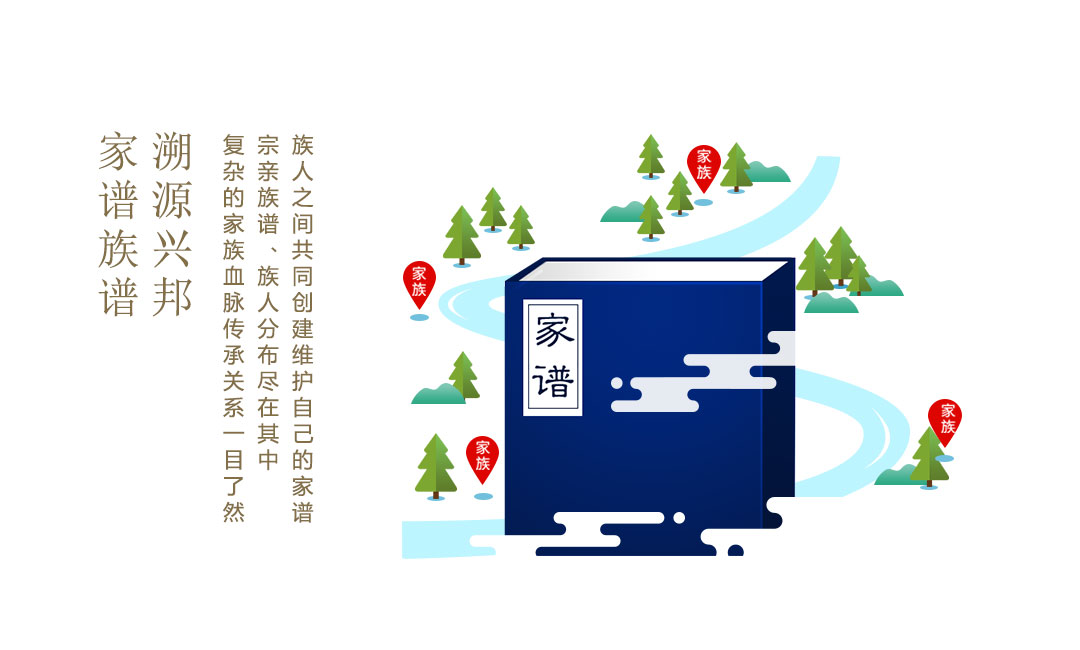 溯源兴邦
家谱族谱
族人之间共同创建维护自己的家谱
宗亲族谱、族人分布尽在其中
复杂的家族血脉传承关系一目了然
家族
家族
家谱
家族
家族